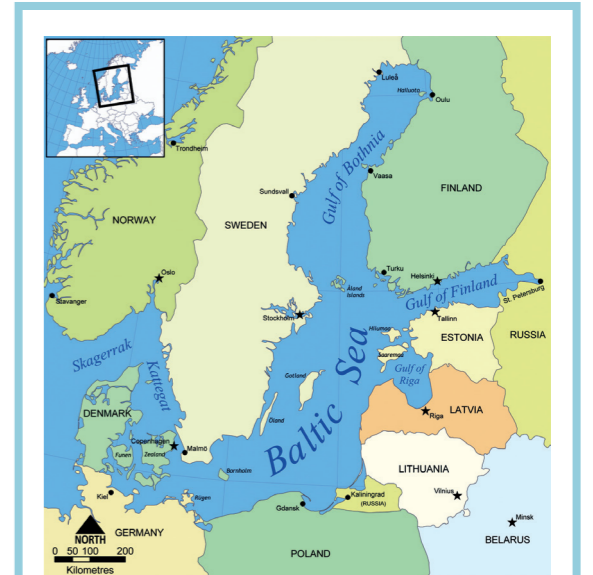 Luleå
Hailuoto
Oulu
Trondheim
Gulf of Bothnia
Vaasa
Sundsvall
FINLAND
NORWAY
SWEDEN
Oslo
Turku
Helsinki
Åland
Islands
Gulf of Finland
St. Petersburg
Stavanger
Stockholm
Tallinn
Hiiumaa
ESTONIA
RUSSIA
Skagerrak
Saaremaa
Gulf of
Riga
Kattegat
Gotland
Baltic Sea
DENMARK
Öland
Riga
LATVIA
Copenhagen
Malmö
Funen
Zealand
Bornholm
LITHUANIA
Kiel
Rügen
Gdansk
Kaliningrad
(RUSSIA)
Vilnius
Minsk
NORTH
GERMANY
BELARUS
0 50 100 200
Kilometres
POLAND